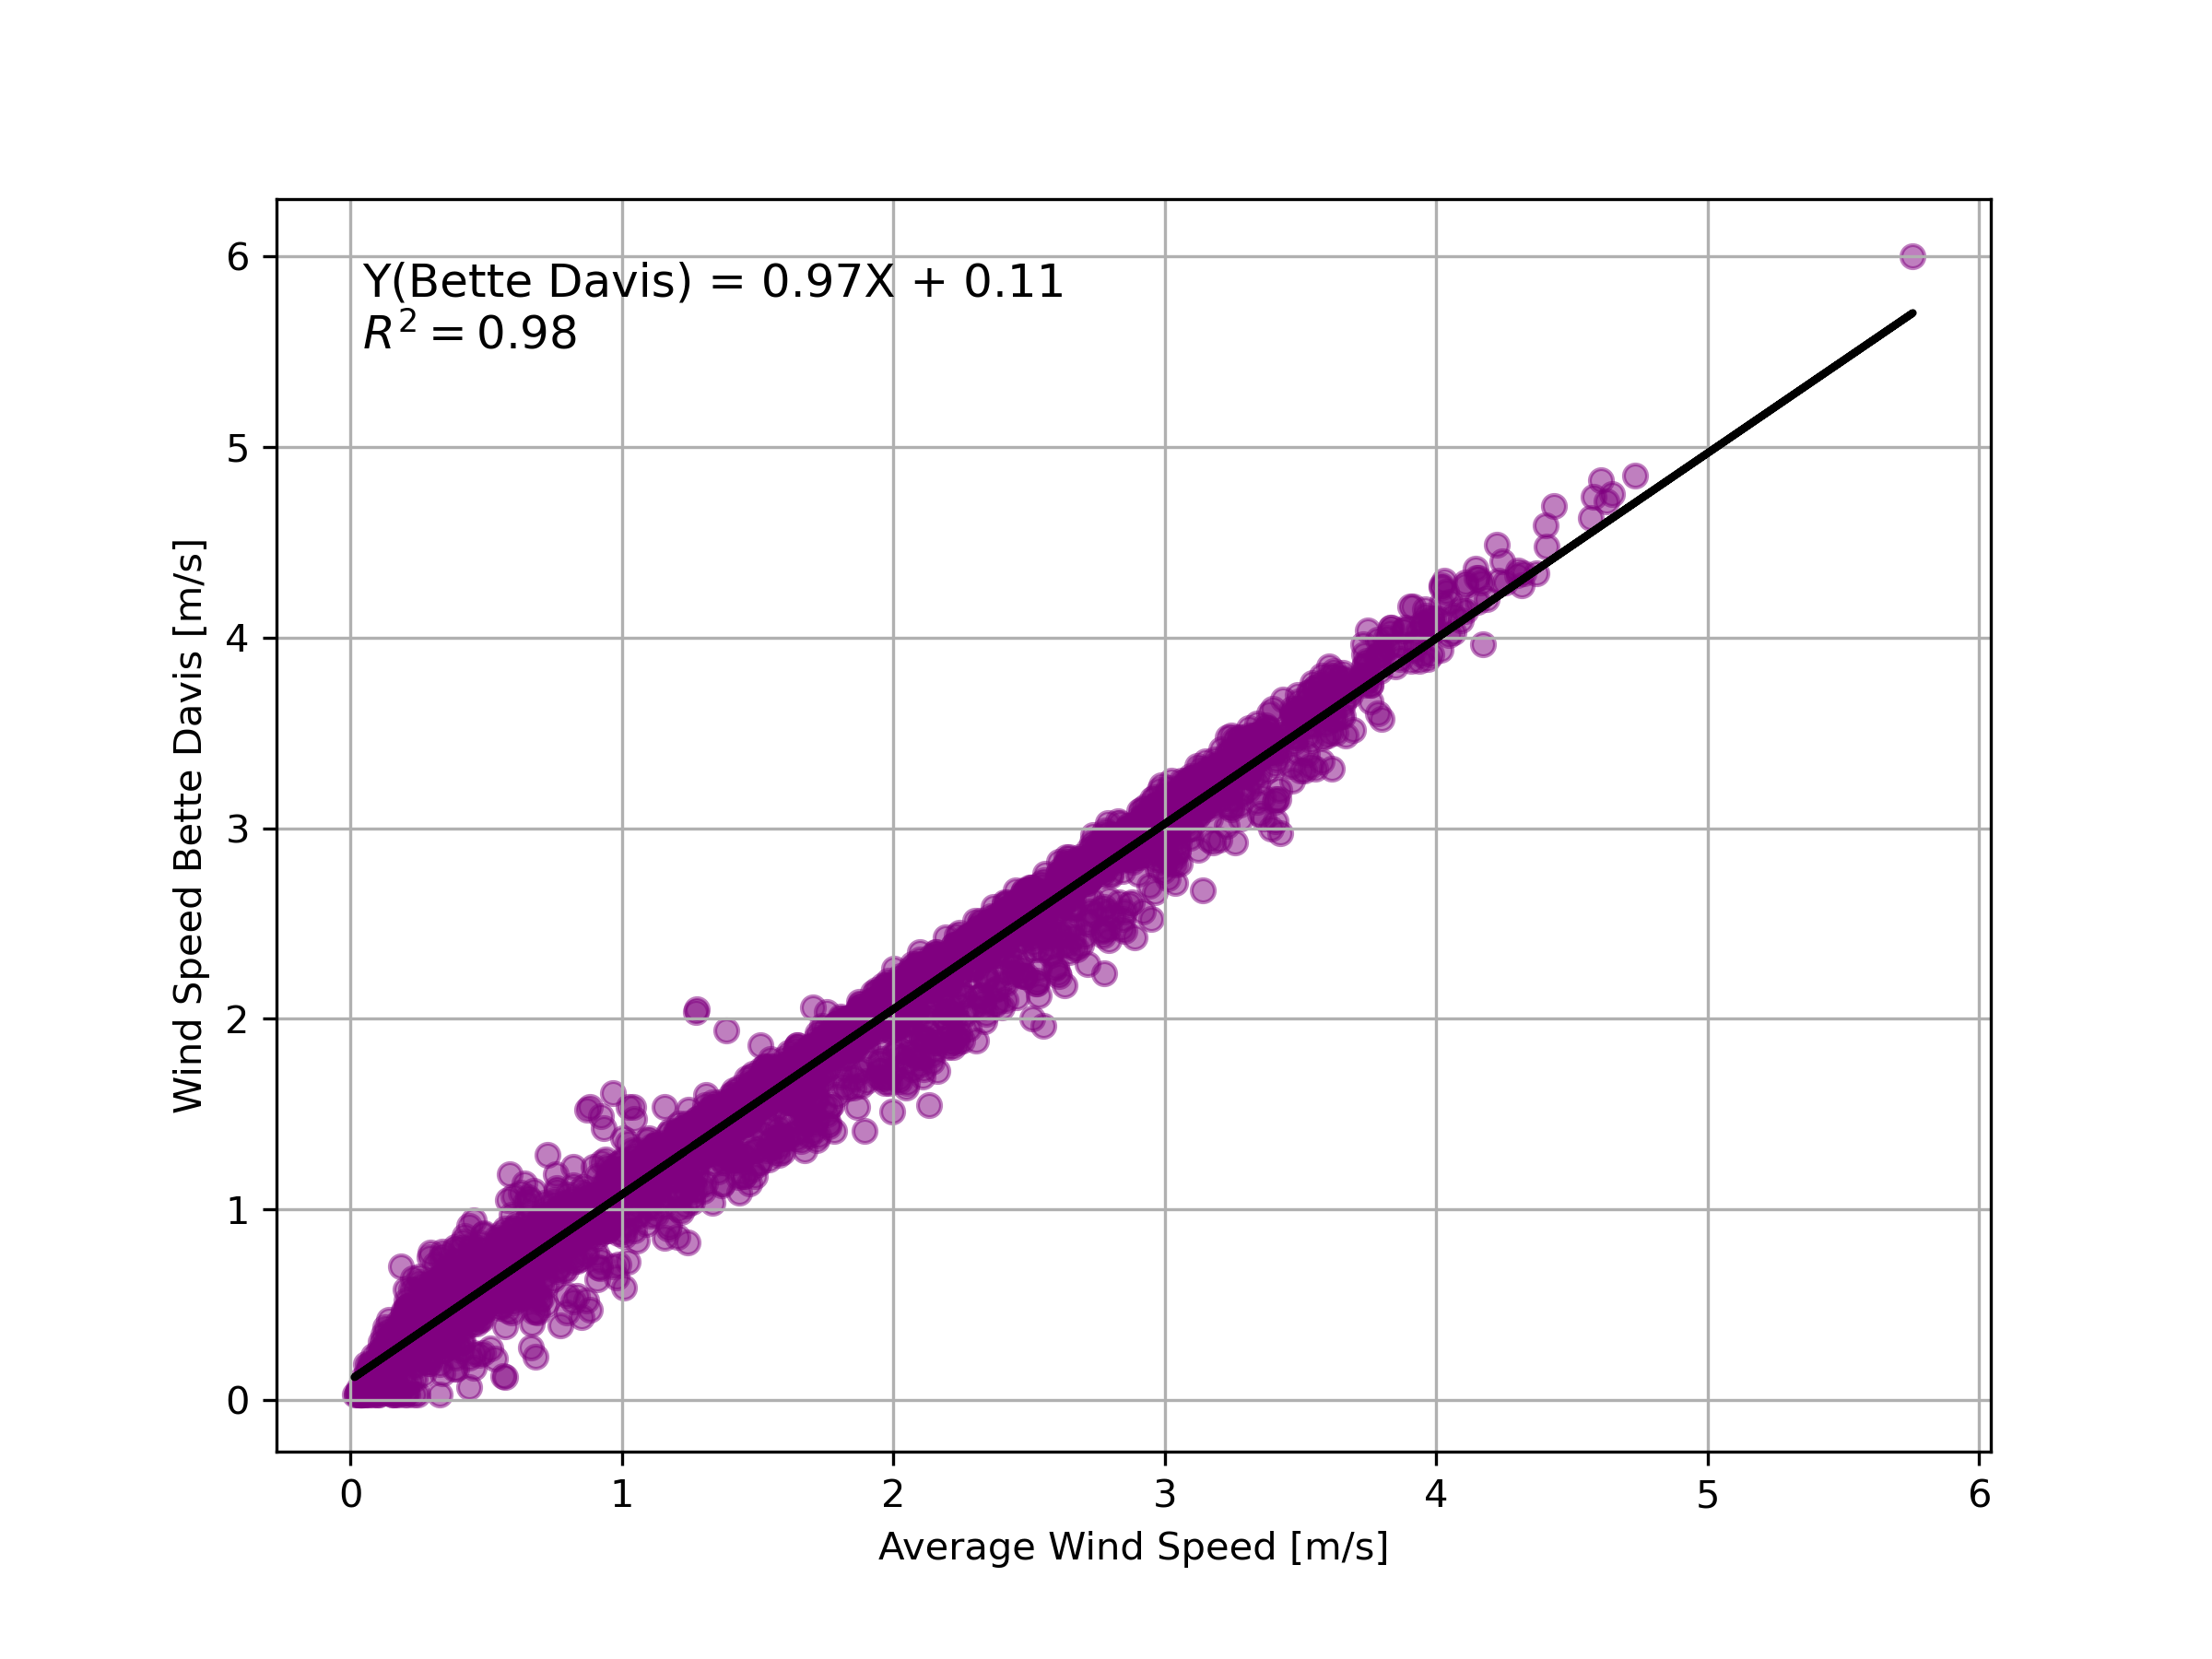 Y(Bette Davis) = 0.97X + 0.11
R² = 0.98
6
5
4
3
2
1
0
Wind Speed Bette Davis [m/s]
0 1 2 3 4 5 6
Average Wind Speed [m/s]